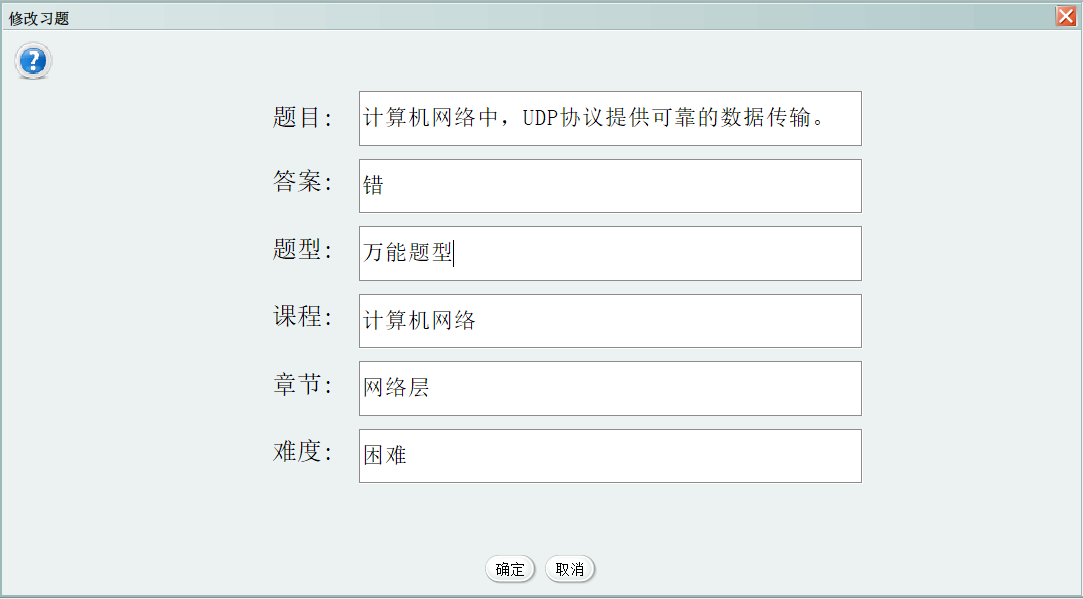 修改习题
?
题目: 计算机网络中，UDP协议提供可靠的数据传输。
答案: 错
题型: 万能题型
课程: 计算机网络
章节: 网络层
难度: 困难
确定 取消